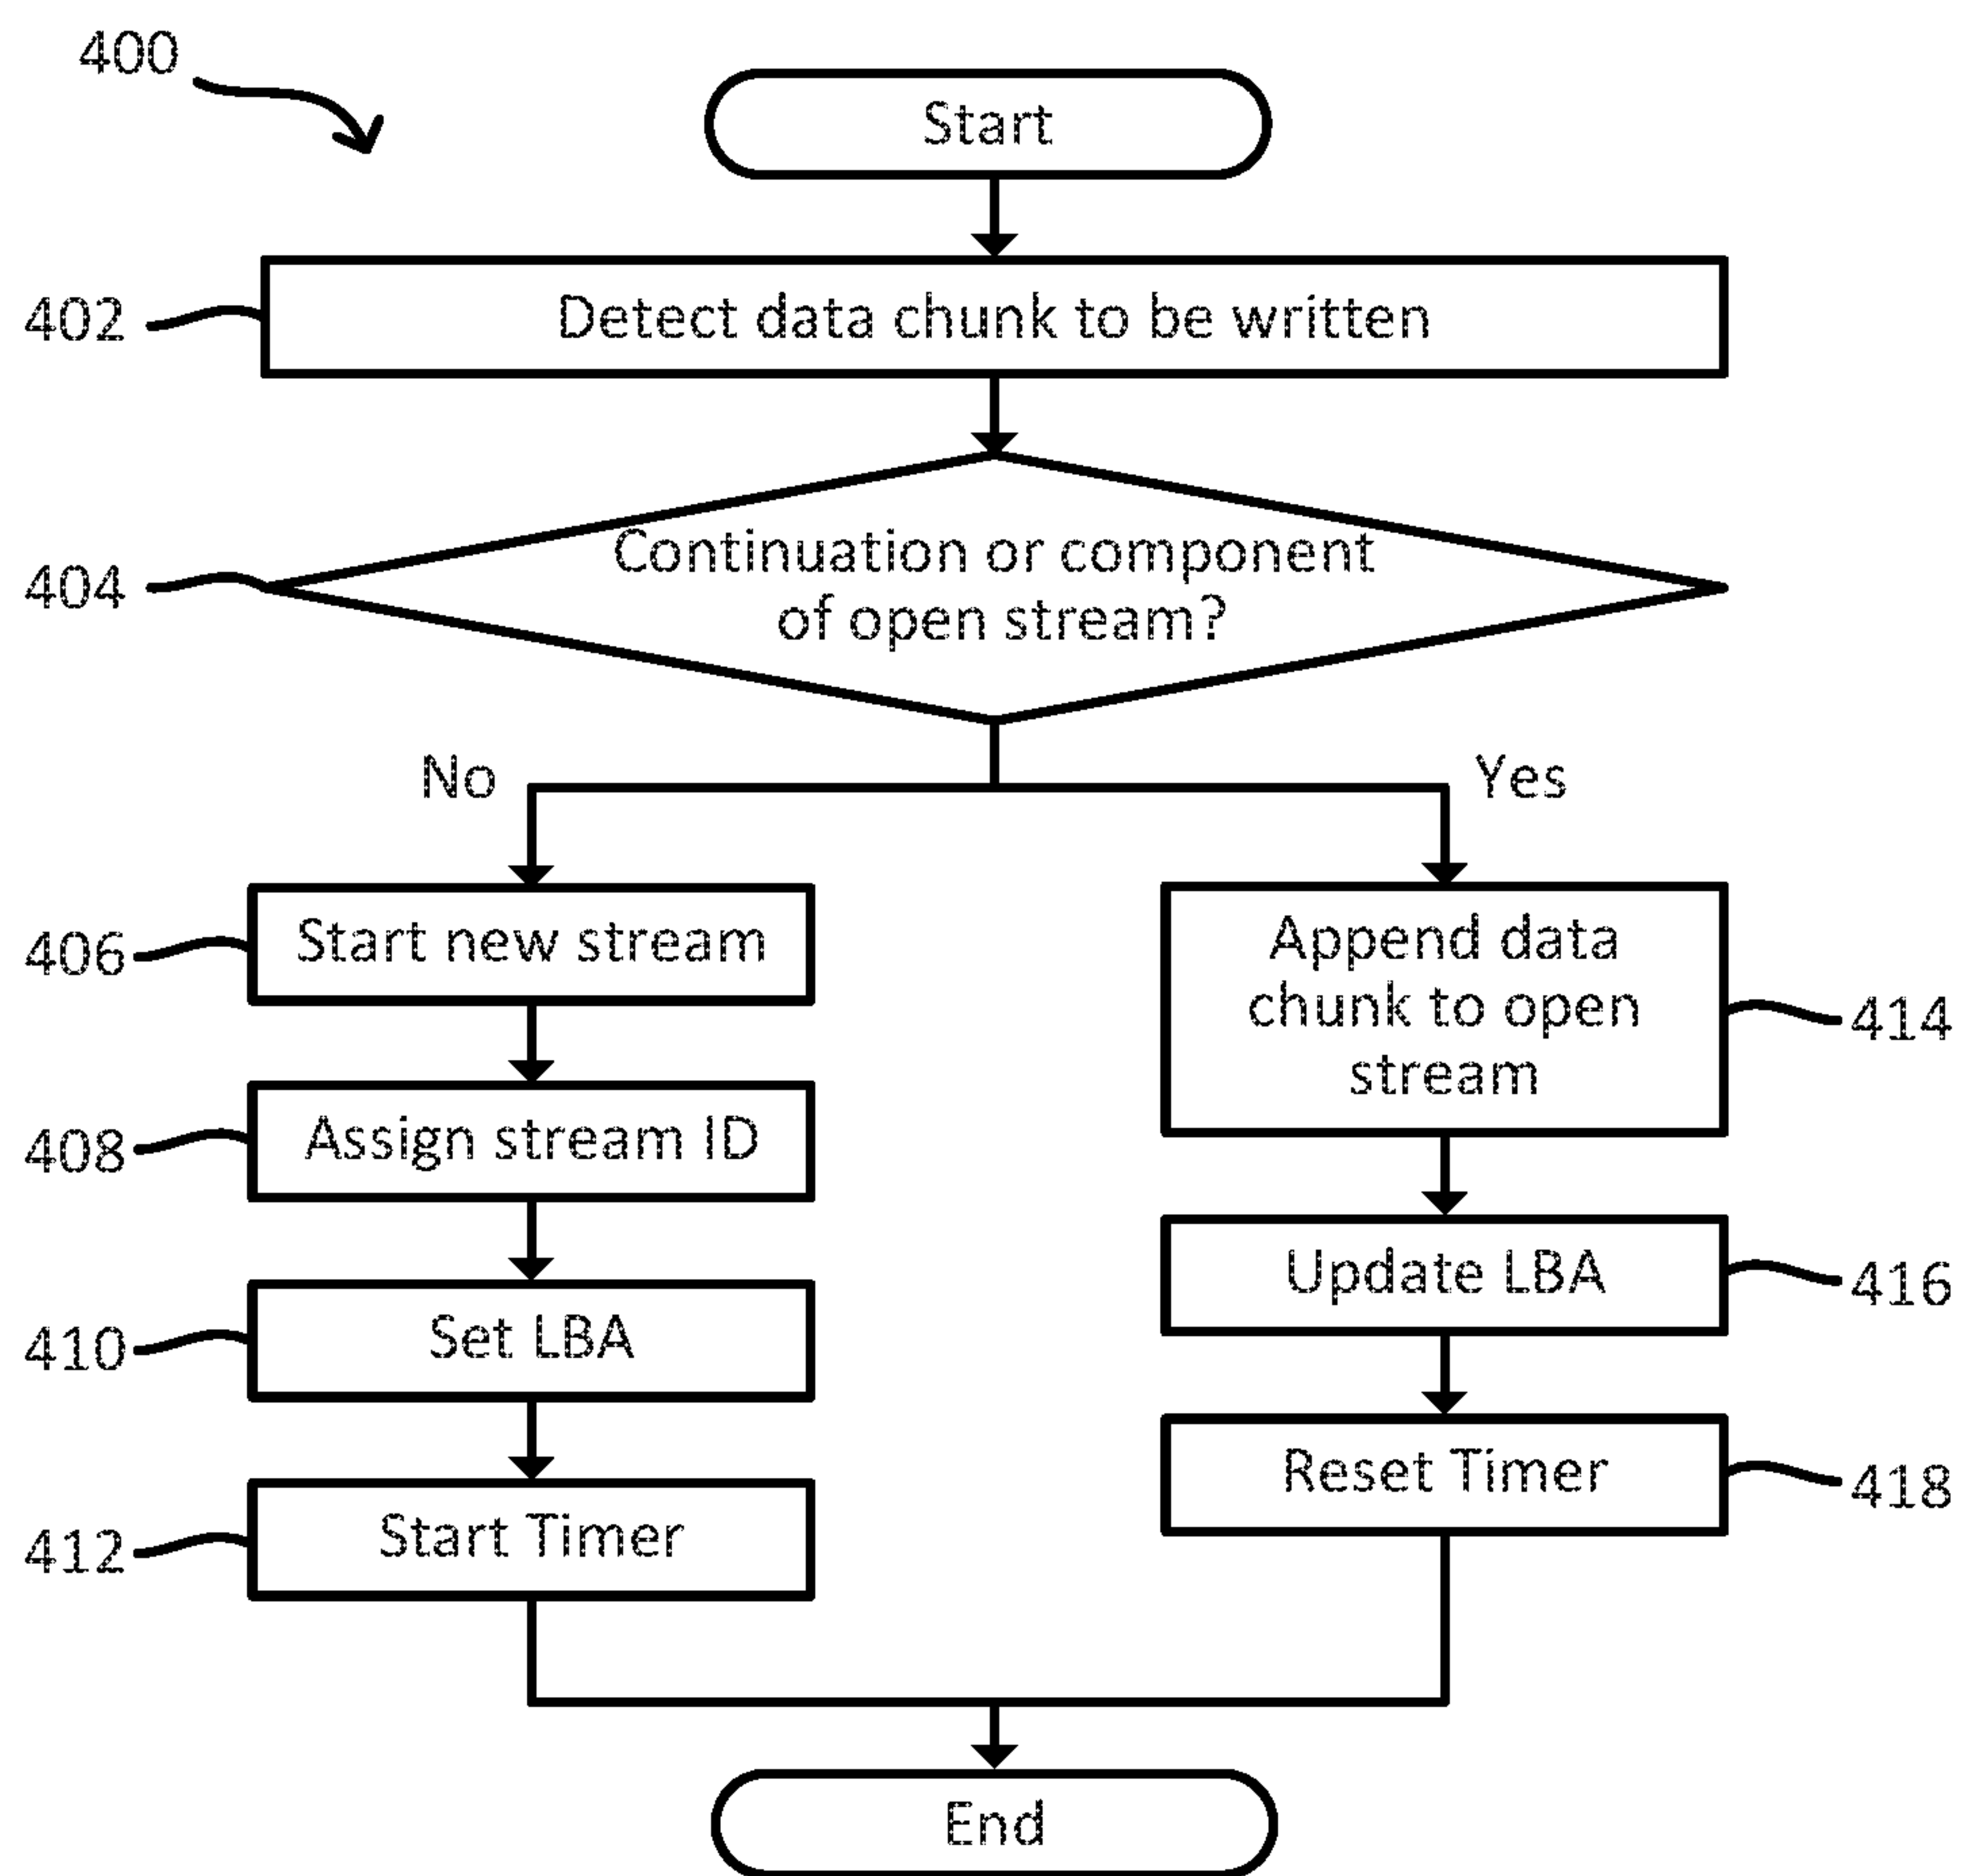 400
Start
402
Detect data chunk to be written
404
Continuation or component
of open stream?
No
Yes
406
Start new stream
408
Assign stream ID
410
Set LBA
412
Start Timer
Append data
chunk to open
stream
414
Update LBA
416
Reset Timer
418
End